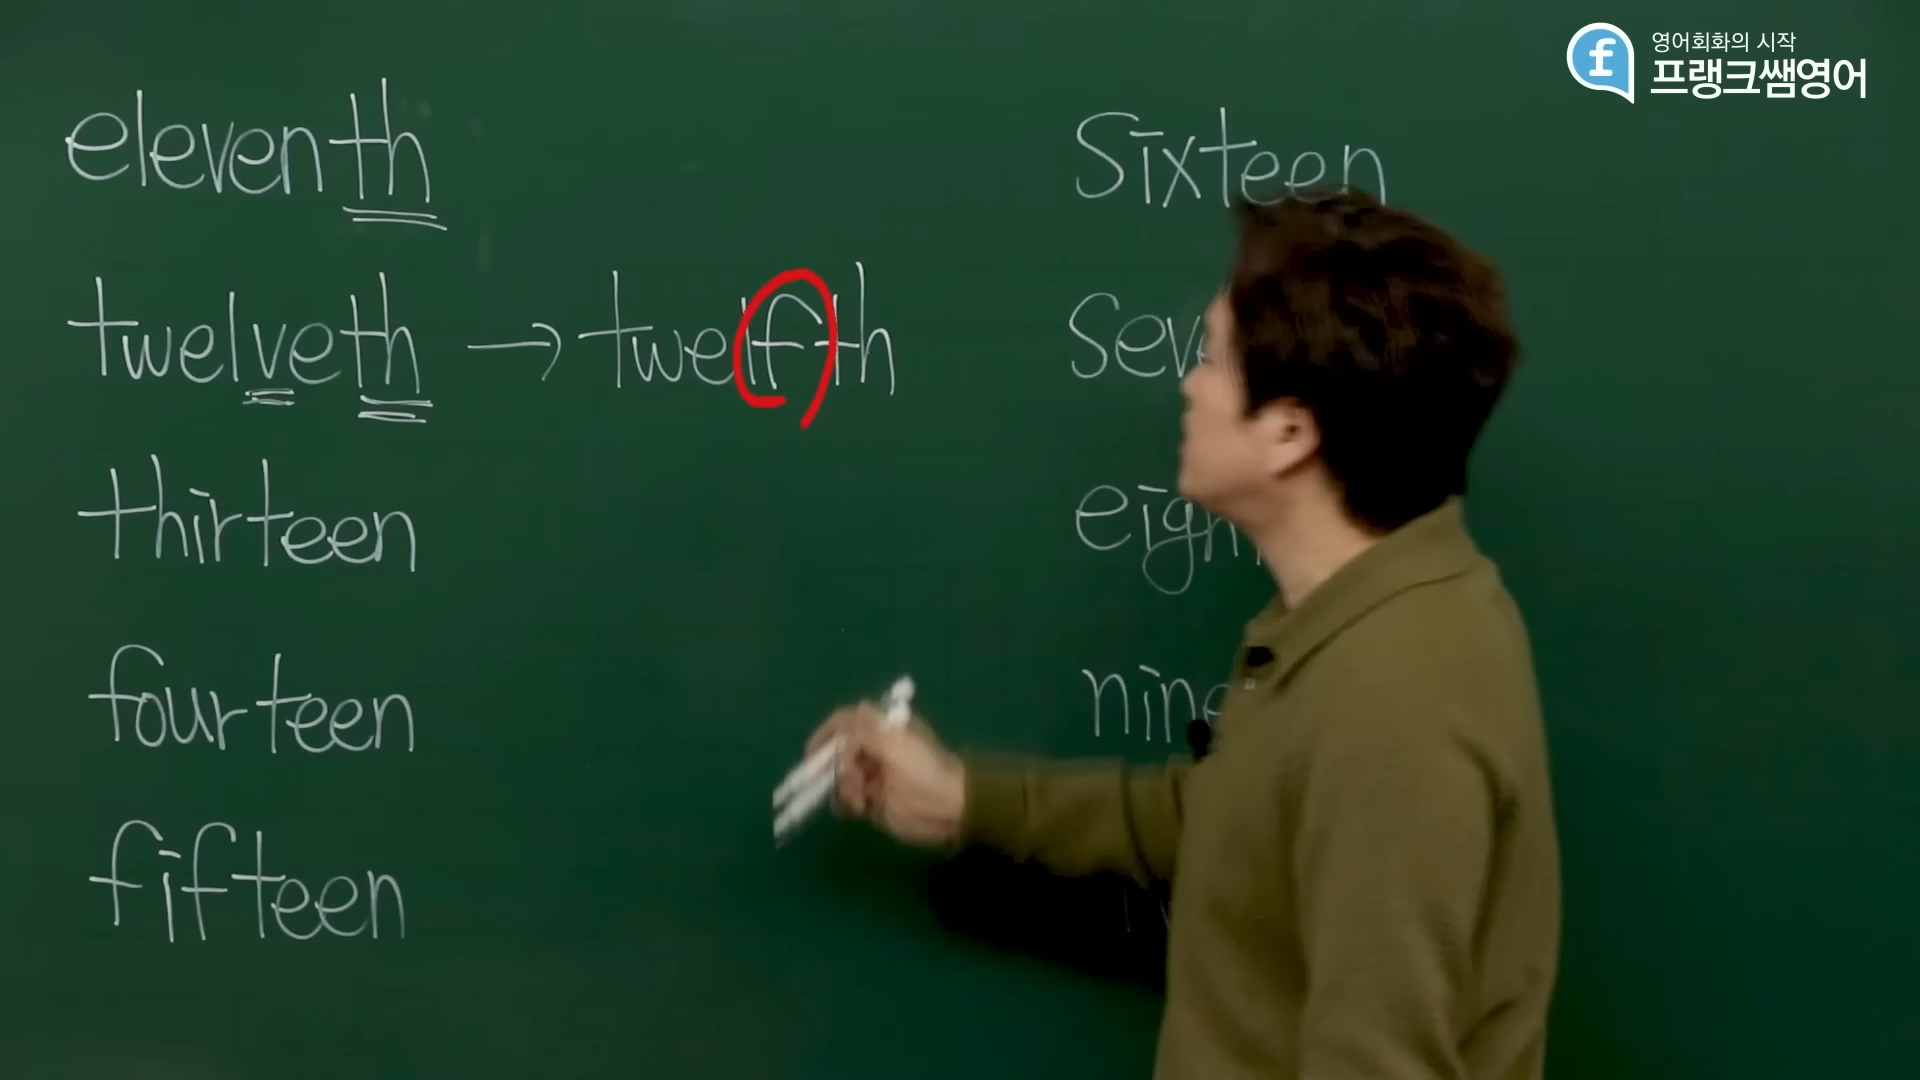 영어회화의 시작
프랭크쌤영어
eleventh
twelveth → twelfth
thirteen
fourteen
fifteen
Sixteen